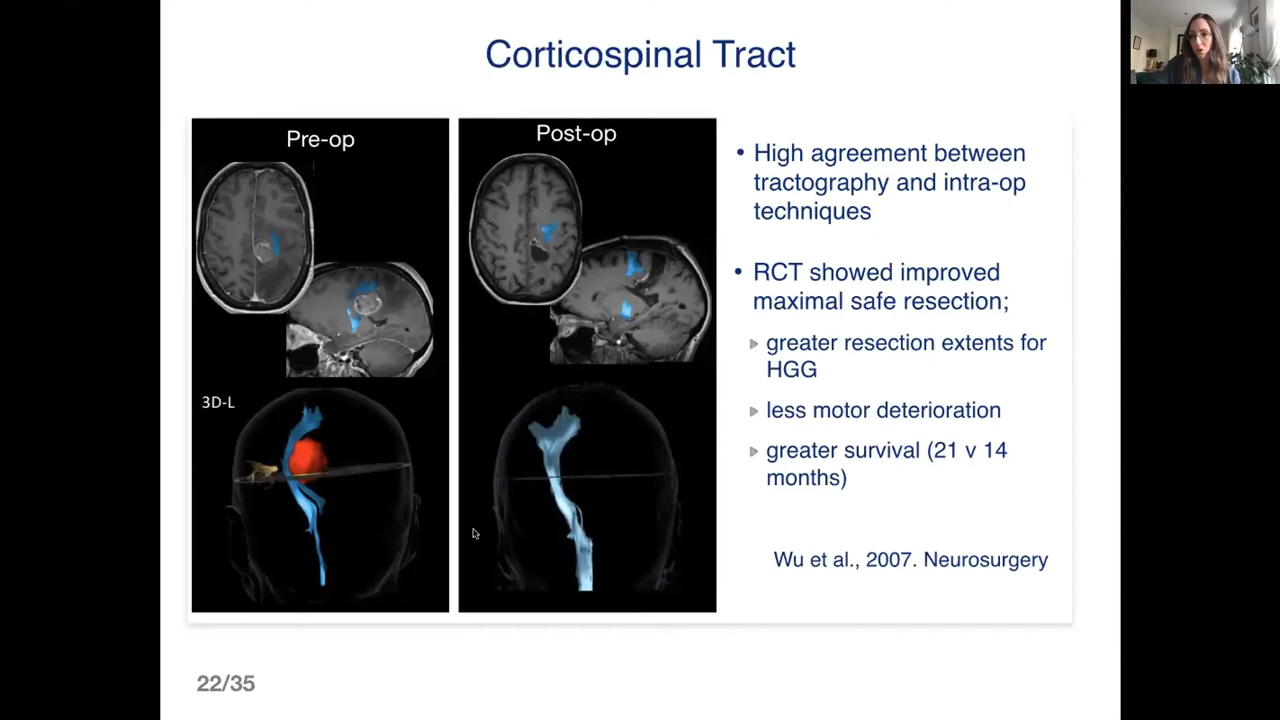 Corticospinal Tract
Pre-op
Post-op
3D-L
• High agreement between
tractography and intra-op
techniques
• RCT showed improved
maximal safe resection;
greater resection extents for
HGG
less motor deterioration
greater survival (21 v 14
months)
Wu et al., 2007. Neurosurgery
22/35